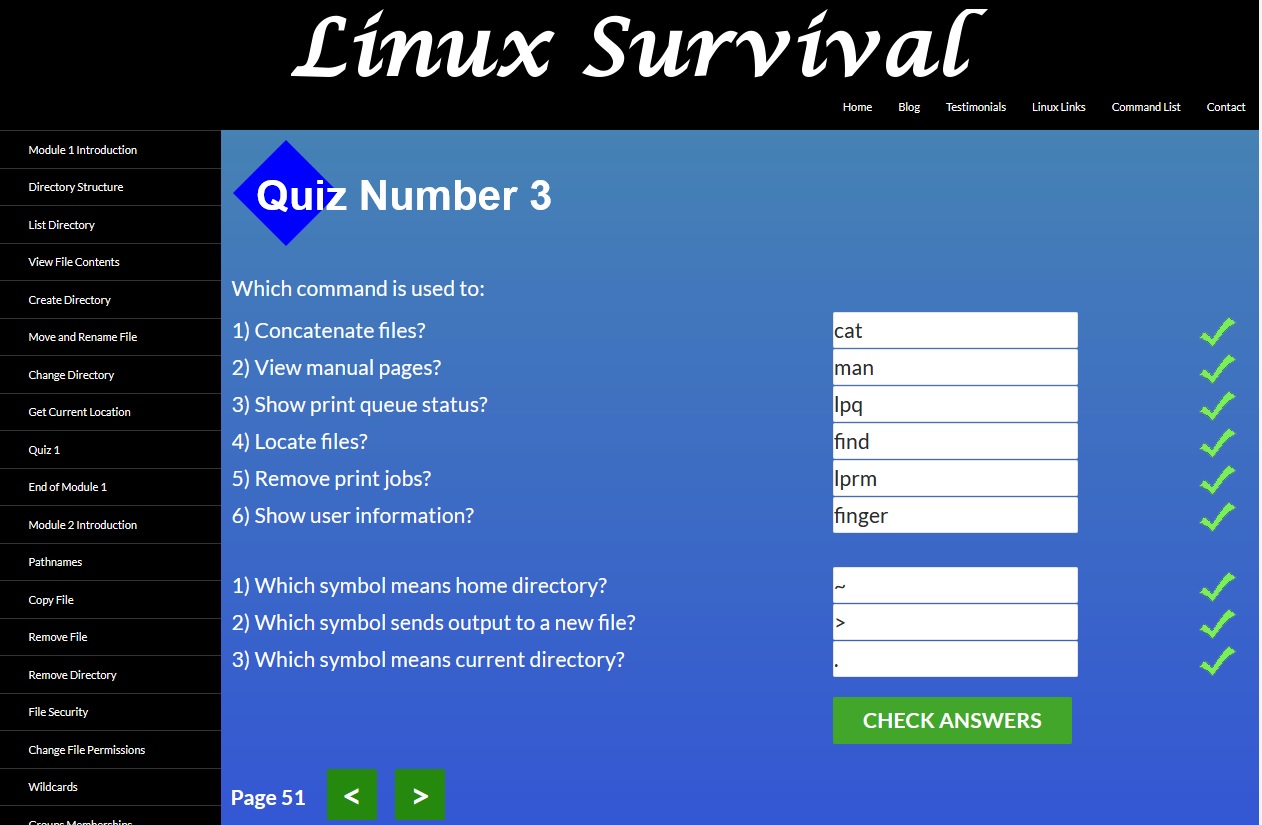 Linux Survival
Home Blog Testimonials Linux Links Command List Contact
Module 1 Introduction
Directory Structure
List Directory
View File Contents
Create Directory
Move and Rename File
Change Directory
Get Current Location
Quiz 1
End of Module 1
Module 2 Introduction
Pathnames
Copy File
Remove File
Remove Directory
File Security
Change File Permissions
Wildcards
Groups Memberships
Quiz Number 3
Which command is used to:
1) Concatenate files? cat
2) View manual pages? man
3) Show print queue status? lpq
4) Locate files? find
5) Remove print jobs? lprm
6) Show user information? finger
1) Which symbol means home directory? ~
2) Which symbol sends output to a new file? >
3) Which symbol means current directory? .
CHECK ANSWERS
Page 51 < >